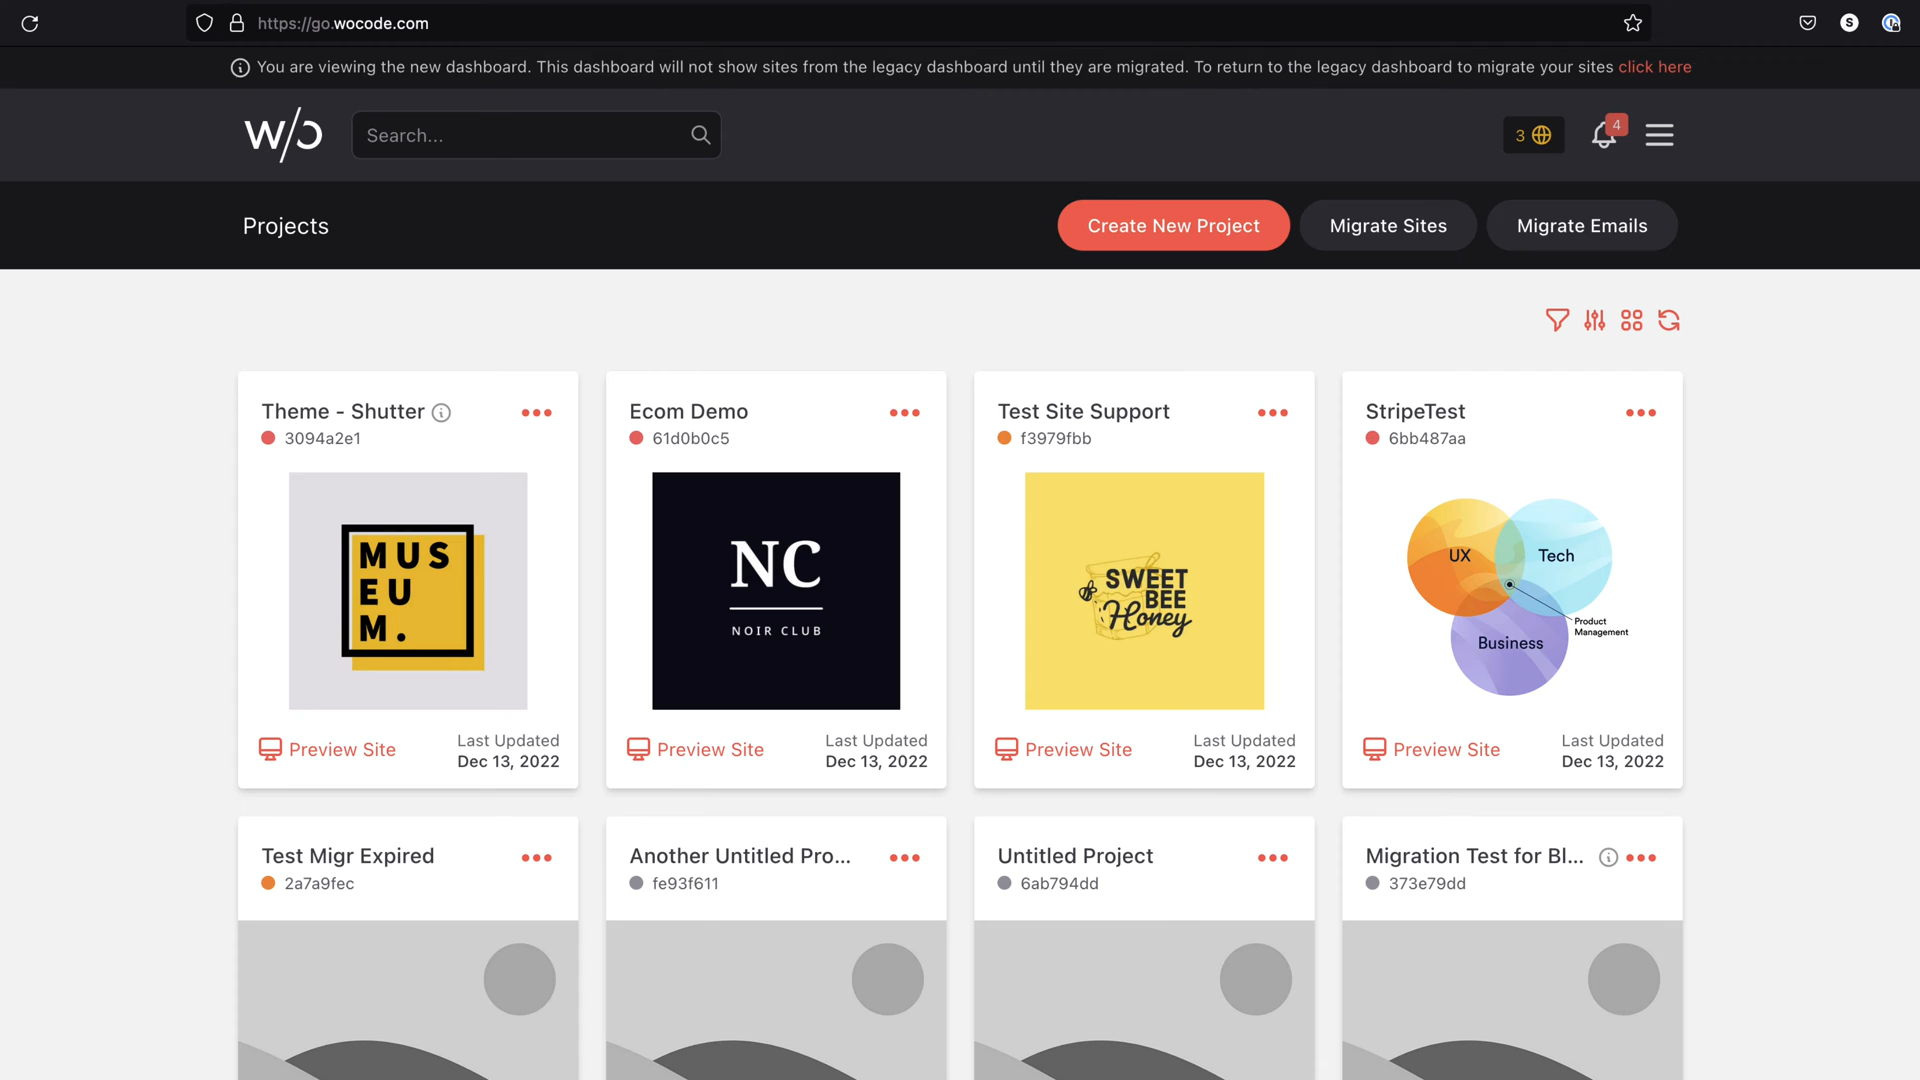 https://go.wocode.com
S
You are viewing the new dashboard. This dashboard will not show sites from the legacy dashboard until they are migrated. To return to the legacy dashboard to migrate your sites click here
W/O
Search...
3
4
Projects
Create New Project
Migrate Sites
Migrate Emails
Theme - Shutter
3094a2e1
MUS
EU
M.
Preview Site
Last Updated
Dec 13, 2022
Ecom Demo
61d0b0c5
NC
NOIR CLUB
Preview Site
Last Updated
Dec 13, 2022
Test Site Support
f3979fbb
SWEET
BEE
Honey
Preview Site
Last Updated
Dec 13, 2022
StripeTest
6bb487aa
UX
Tech
Product
Management
Business
Preview Site
Last Updated
Dec 13, 2022
Test Migr Expired
2a7a9fec
Another Untitled Pro...
fe93f611
Untitled Project
6ab794dd
Migration Test for Bl...
373e79dd